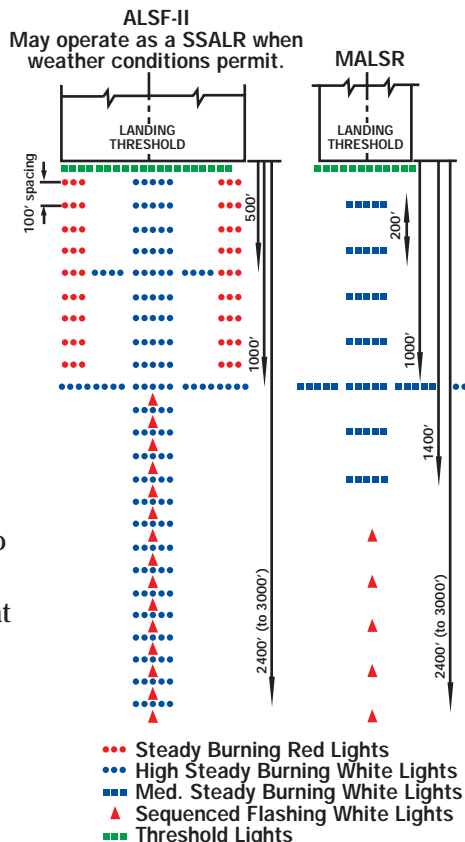 ALSF-II
May operate as a SSALR when
weather conditions permit.
MALSR
LANDING
THRESHOLD
LANDING
THRESHOLD
100' spacing
500'
200'
1000'
1000'
1400'
2400' (to 3000')
2400' (to 3000')
Steady Burning Red Lights
High Steady Burning White Lights
Med. Steady Burning White Lights
Sequenced Flashing White Lights
Threshold Lights